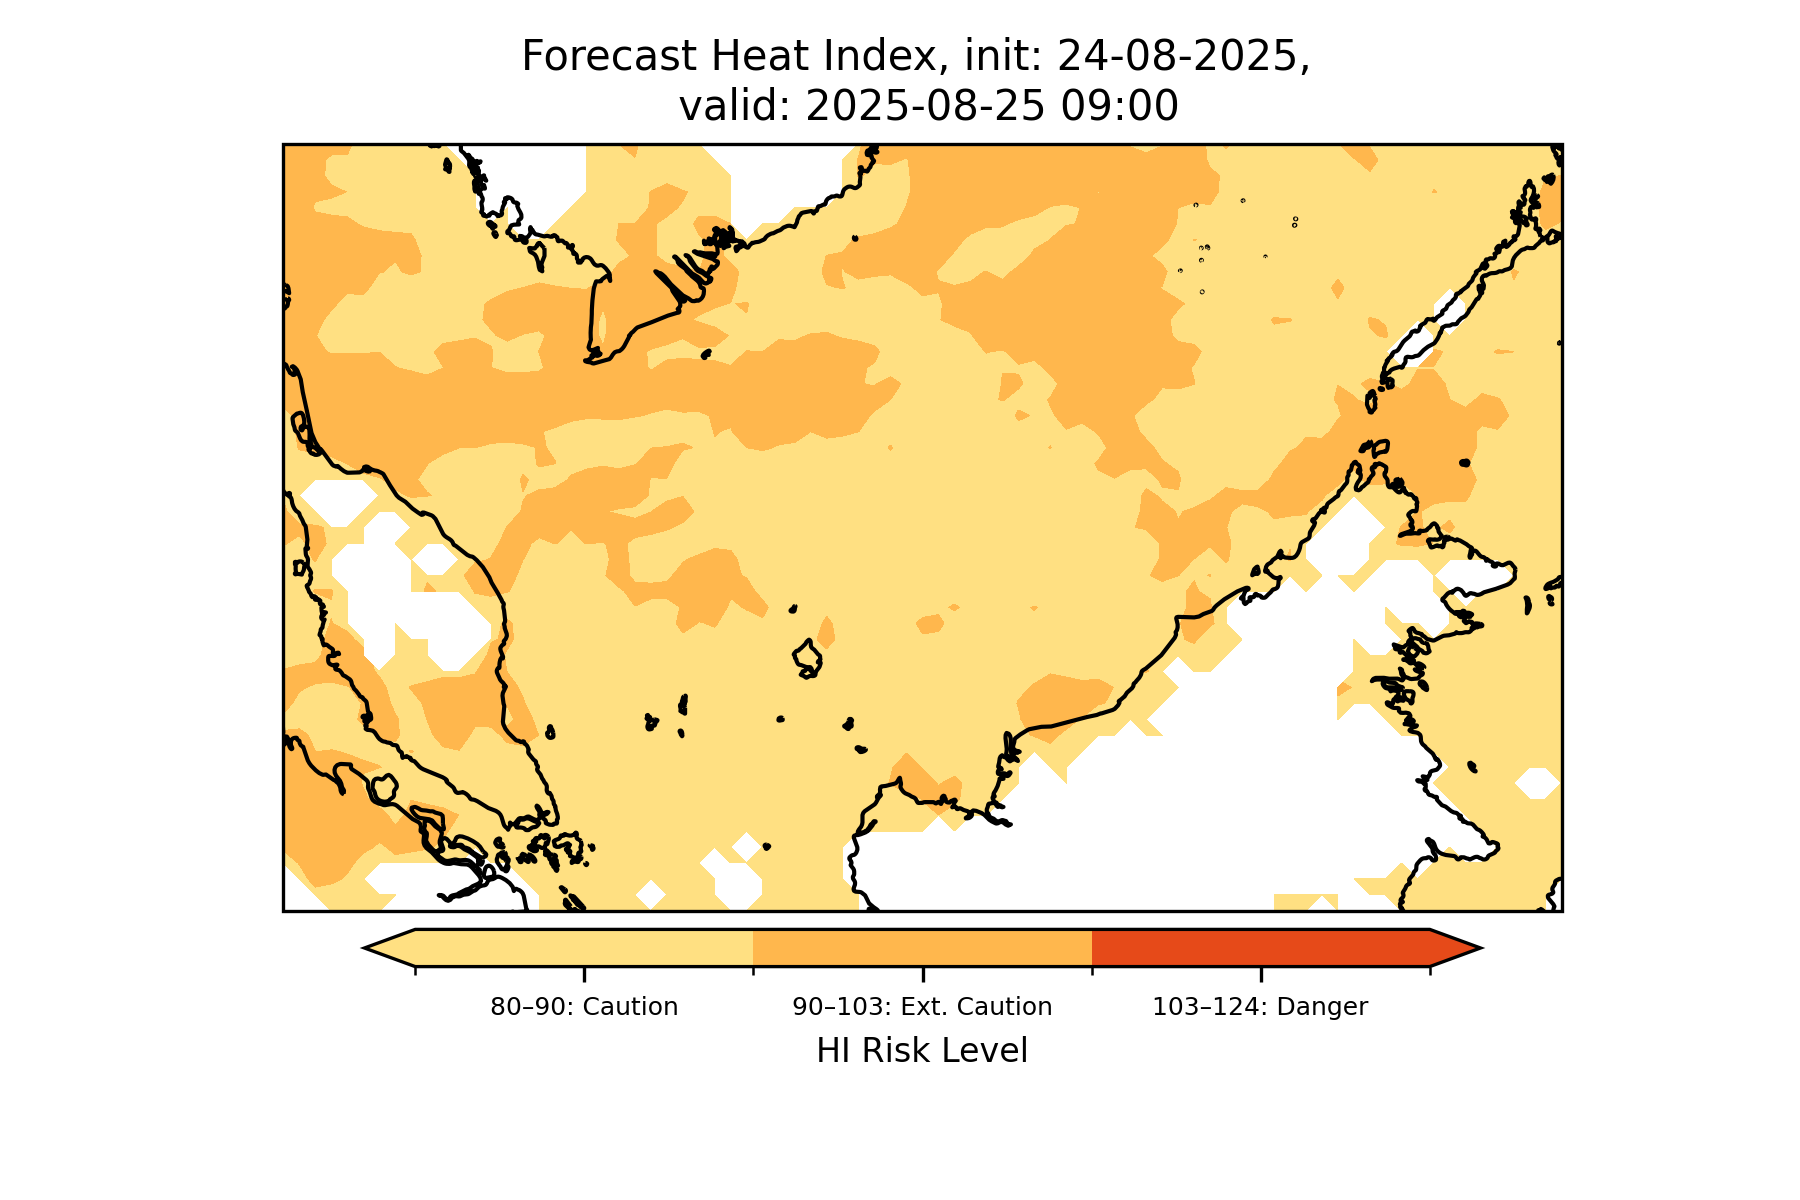 Forecast Heat Index, init: 24-08-2025,
valid: 2025-08-25 09:00
80–90: Caution
90–103: Ext. Caution
103–124: Danger
HI Risk Level